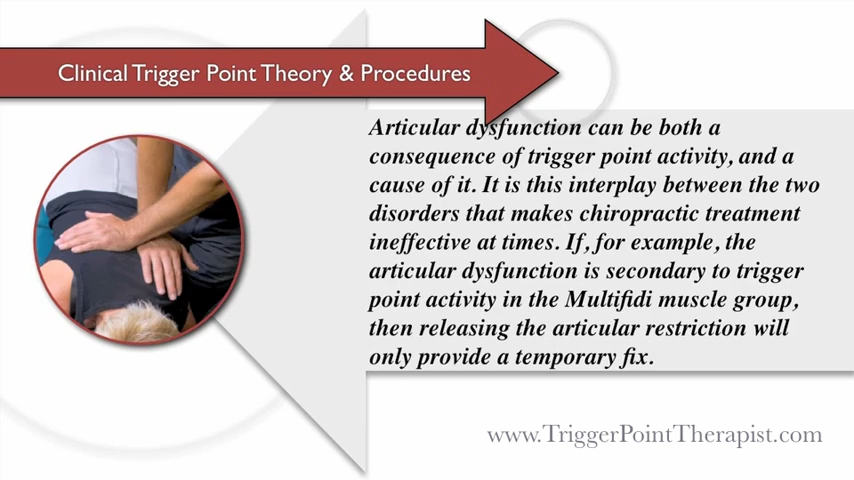 Clinical Trigger Point Theory & Procedures
Articular dysfunction can be both a
consequence of trigger point activity, and a
cause of it. It is this interplay between the two
disorders that makes chiropractic treatment
ineffective at times. If, for example, the
articular dysfunction is secondary to trigger
point activity in the Multifidi muscle group,
then releasing the articular restriction will
only provide a temporary fix.
www.TriggerPointTherapist.com